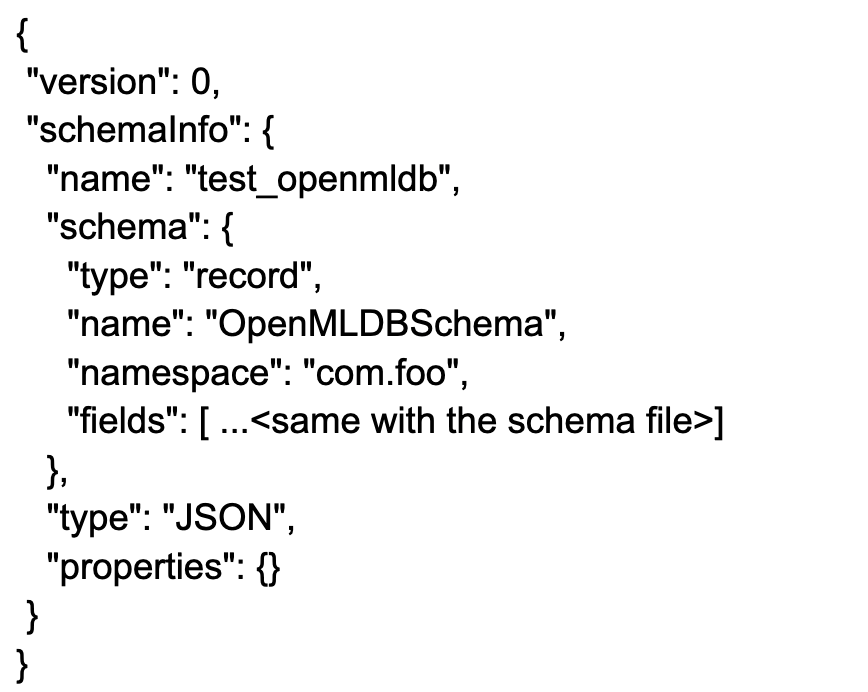 {
"version": 0,
"schemaInfo": {
"name": "test_openmldb",
"schema": {
"type": "record",
"name": "OpenMLDBSchema",
"namespace": "com.foo",
"fields": [ ...<same with the schema file>]
},
"type": "JSON",
"properties": {}
}
}